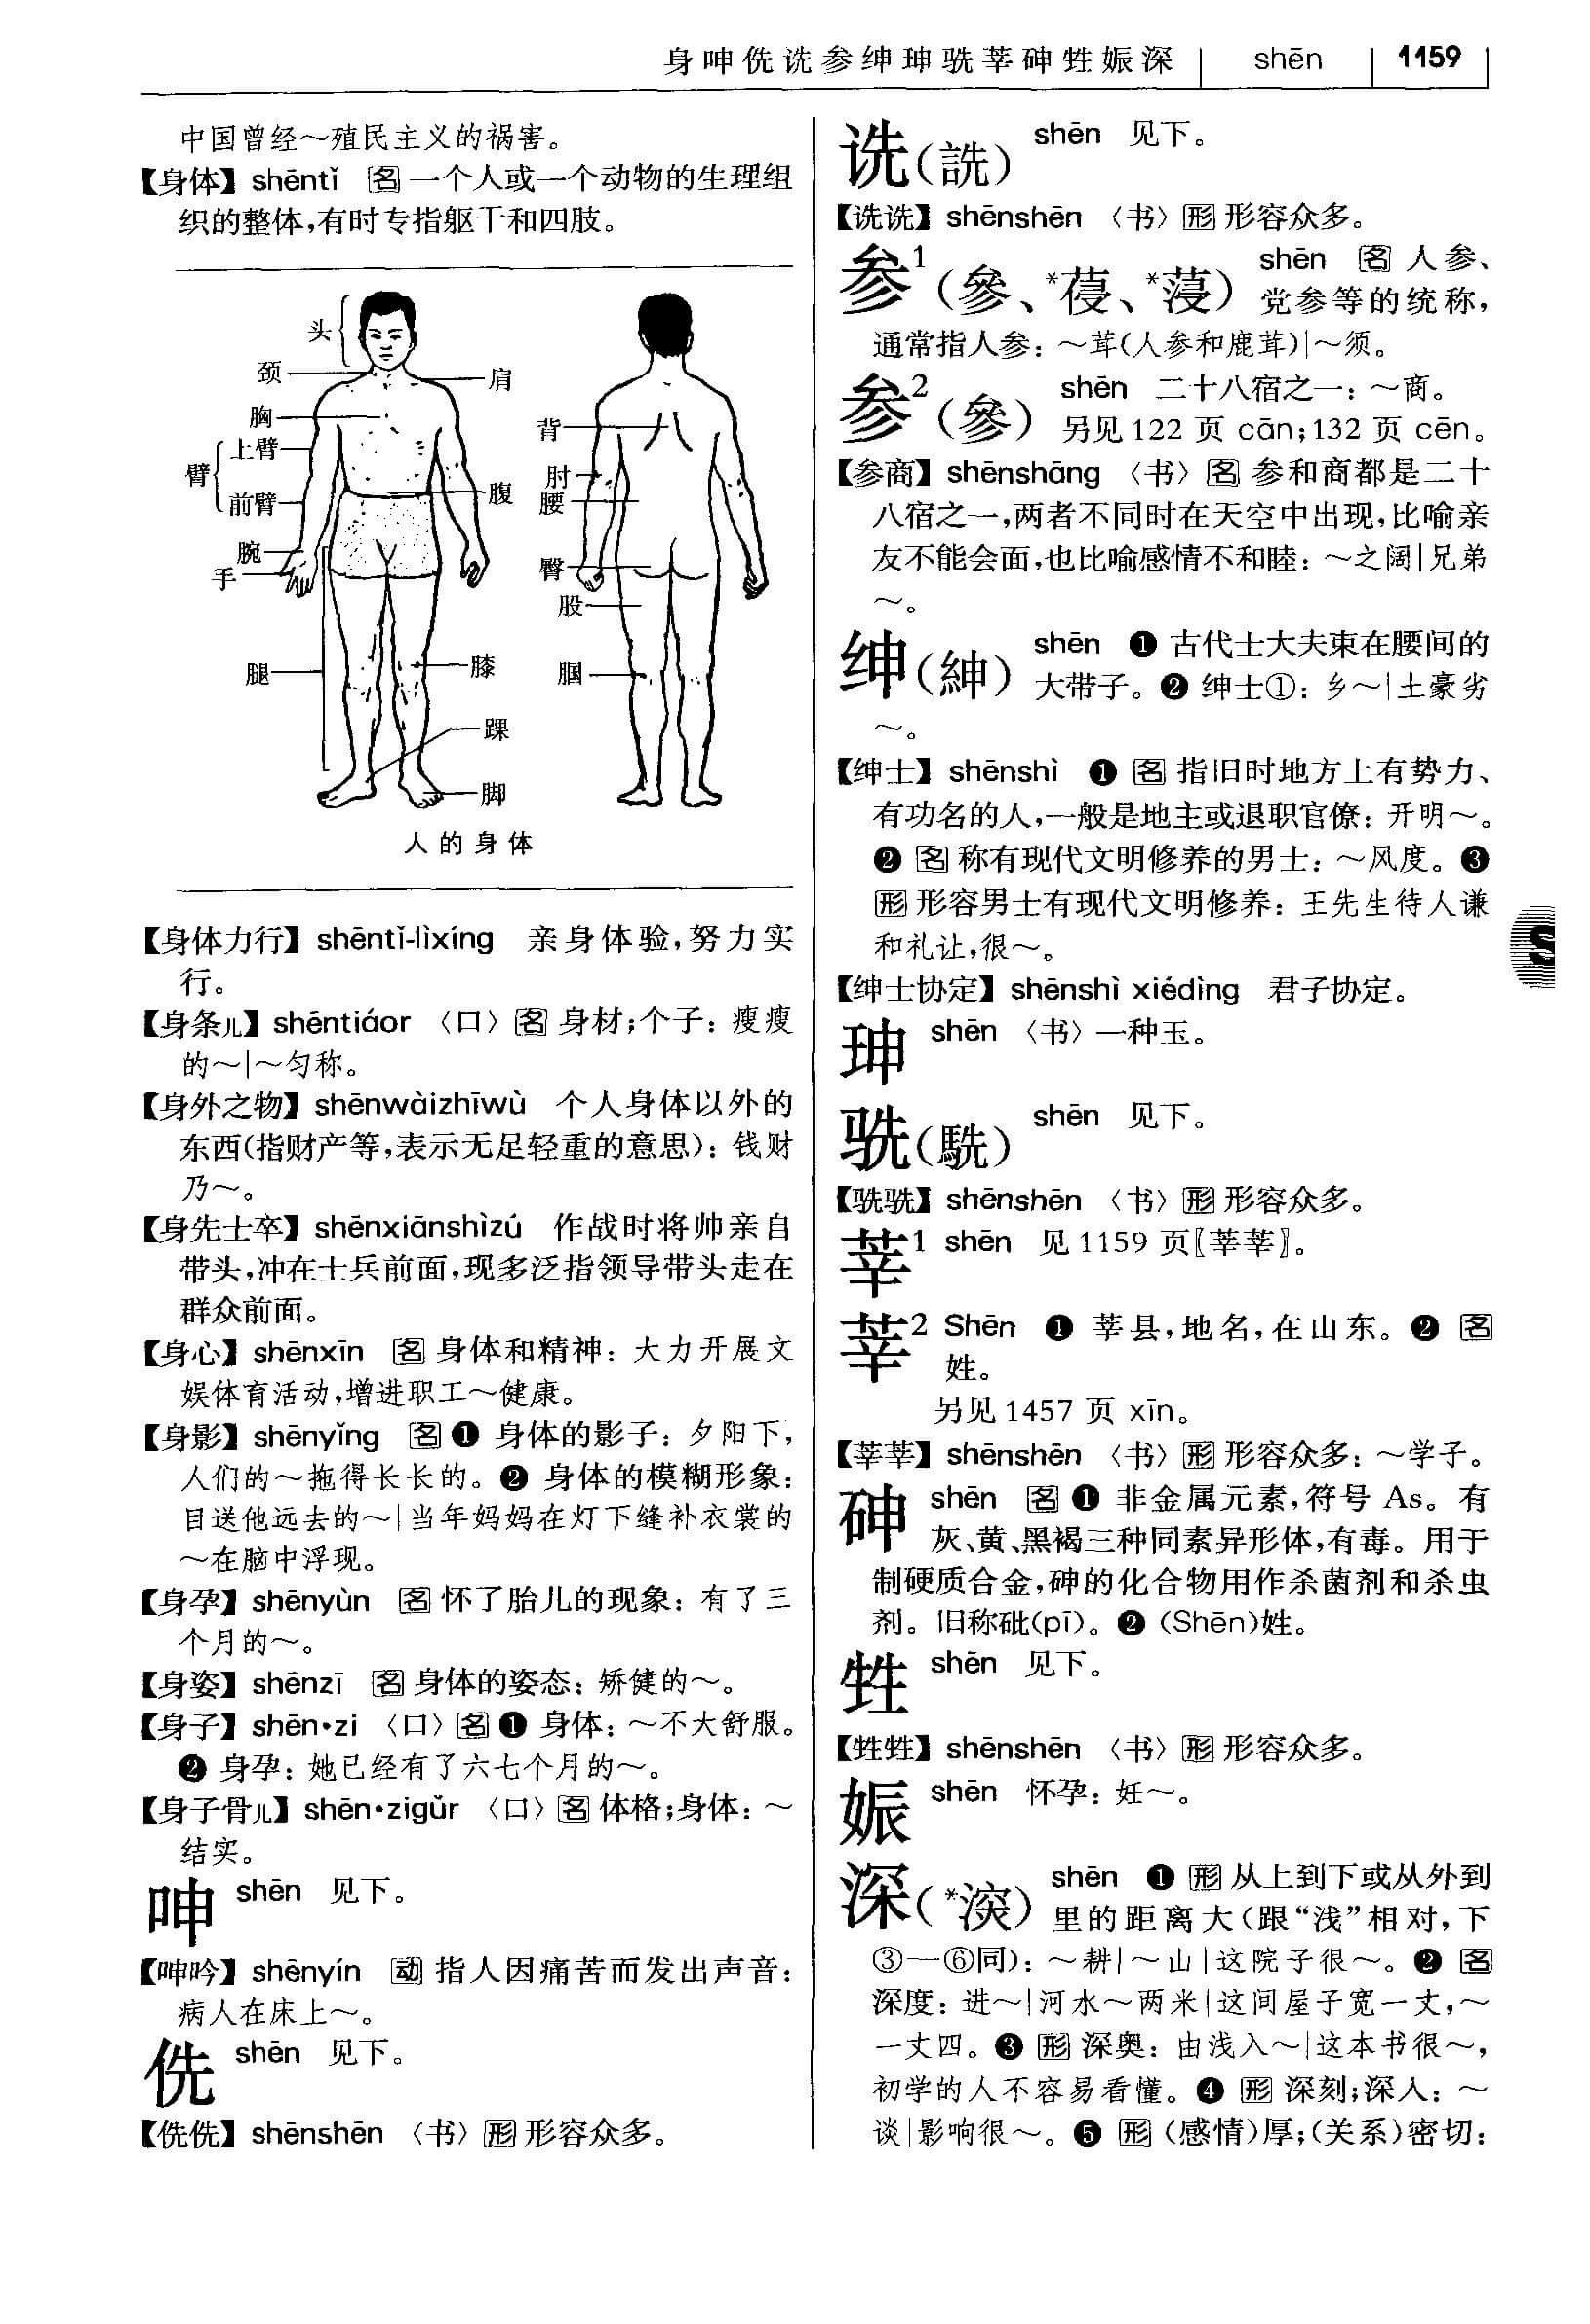 身呻侁诜参绅珅骁莘砷甡娠深 shēn 1159
中国曾经～殖民主义的祸害。
【身体】 shēntǐ 名 一个人或一个动物的生理组
织的整体,有时专指躯干和四肢。
头
颈
肩
胸
上臂
臂
前臂
腹
腕
手
腿
膝
踝
脚
背
肘
腰
臀
股
腘
人的身体
【身体力行】 shēntǐ-lìxíng 亲身体验,努力实
行。
【身条儿】 shēntiáor 〈口〉 名 身材;个子：瘦瘦
的～|～匀称。
【身外之物】 shēnwàizhīwù 个人身体以外的
东西(指财产等,表示无足轻重的意思)：钱财
乃～。
【身先士卒】 shēnxiānshìzú 作战时将帅亲自
带头,冲在士兵前面,现多泛指领导带头走在
群众前面。
【身心】 shēnxīn 名 身体和精神：大力开展文
娱体育活动,增进职工～健康。
【身影】 shēnyǐng 名 ❶ 身体的影子：夕阳下,
人们的～拖得长长的。❷ 身体的模糊形象：
目送他远去的～|当年妈妈在灯下缝补衣裳的
～在脑中浮现。
【身孕】 shēnyùn 名 怀了胎儿的现象：有了三
个月的～。
【身姿】 shēnzī 名 身体的姿态：矫健的～。
【身子】 shēn•zi 〈口〉 名 ❶ 身体：～不大舒服。
❷ 身孕：她已经有了六七个月的～。
【身子骨儿】 shēn•zigǔr 〈口〉 名 体格;身体：～
结实。
呻 shēn 见下。
【呻吟】 shēnyín 动 指人因痛苦而发出声音：
病人在床上～。
侁 shēn 见下。
【侁侁】 shēnshēn 〈书〉 形 形容众多。
诜(詵) shēn 见下。
【诜诜】 shēnshēn 〈书〉 形 形容众多。
参¹(參、*葠、*蓡) shēn 名 人参、
党参等的统称,
通常指人参：～茸(人参和鹿茸)|～须。
参²(參) shēn 二十八宿之一：～商。
另见 122 页 cān;132 页 cēn。
【参商】 shēnshāng 〈书〉 名 参和商都是二十
八宿之一,两者不同时在天空中出现,比喻亲
友不能会面,也比喻感情不和睦：～之阔|兄弟
～。
绅(紳) shēn ❶ 古代士大夫束在腰间的
大带子。❷ 绅士①：乡～|土豪劣
～。
【绅士】 shēnshì ❶ 名 指旧时地方上有势力、
有功名的人,一般是地主或退职官僚：开明～。
❷ 名 称有现代文明修养的男士：～风度。❸
形 形容男士有现代文明修养：王先生待人谦
和礼让,很～。
【绅士协定】 shēnshì xiédìng 君子协定。
珅 shēn 〈书〉一种玉。
𬳽(駪) shēn 见下。
【𬳽𬳽】 shēnshēn 〈书〉 形 形容众多。
莘¹ shēn 见 1159 页〖莘莘〗。
莘² Shēn ❶ 莘县,地名,在山东。❷ 名
姓。
另见 1457 页 xīn。
【莘莘】 shēnshēn 〈书〉 形 形容众多：～学子。
砷 shēn 名 ❶ 非金属元素,符号 As。有
灰、黄、黑褐三种同素异形体,有毒。用于
制硬质合金,砷的化合物用作杀菌剂和杀虫
剂。旧称砒(pī)。❷ (Shēn)姓。
甡 shēn 见下。
【甡甡】 shēnshēn 〈书〉 形 形容众多。
娠 shēn 怀孕：妊～。
深(*㴱) shēn ❶ 形 从上到下或从外到
里的距离大(跟“浅”相对,下
③—⑥同)：～耕|～山|这院子很～。❷ 名
深度：进～|河水～两米|这间屋子宽一丈,～
一丈四。❸ 形 深奥：由浅入～|这本书很～,
初学的人不容易看懂。❹ 形 深刻;深入：～
谈|影响很～。❺ 形 (感情)厚;(关系)密切：
S